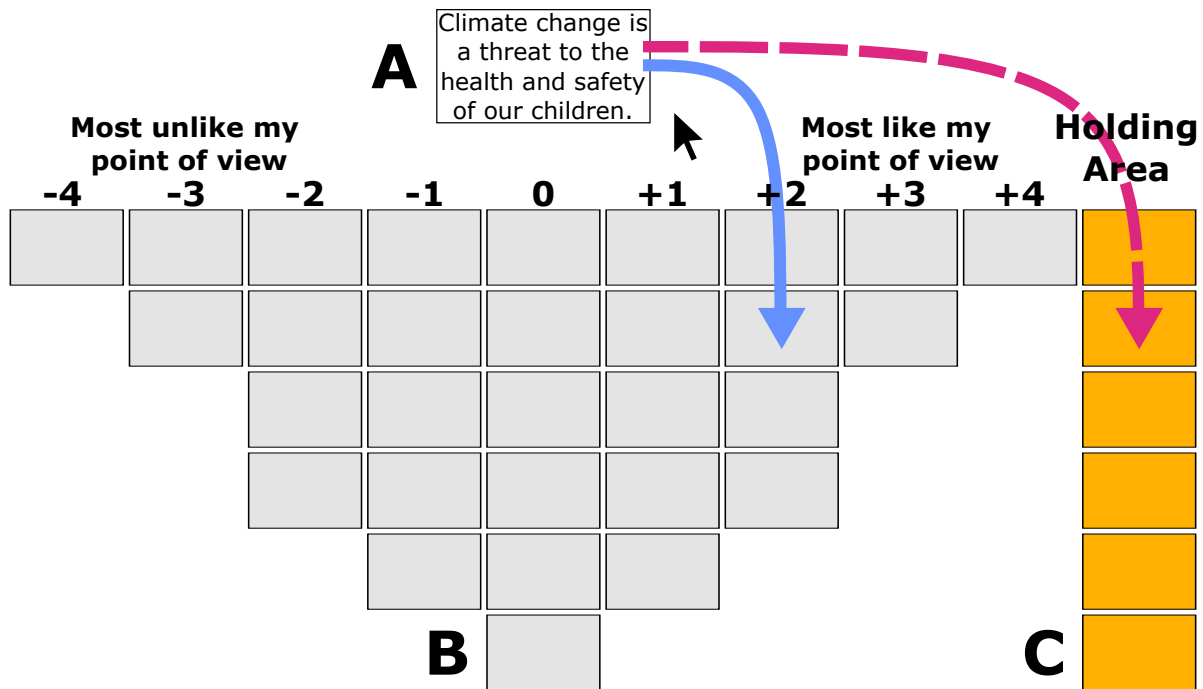 A
Climate change is
a threat to the
health and safety
of our children.
Most unlike my
point of view
Most like my
point of view
Holding
Area
-4 -3 -2 -1 0 +1 +2 +3 +4
B
C